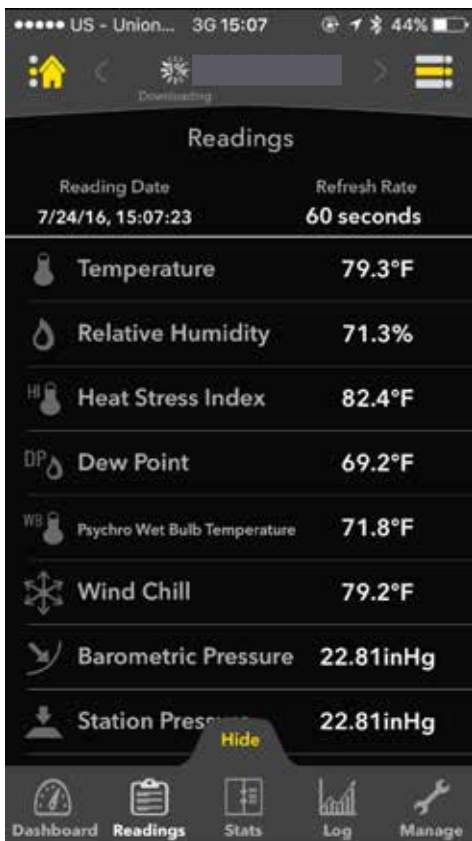 US - Union... 3G 15:07 44%
Downloading
Readings
Reading Date Refresh Rate
7/24/16, 15:07:23 60 seconds
Temperature 79.3°F
Relative Humidity 71.3%
HI Heat Stress Index 82.4°F
DP Dew Point 69.2°F
WB Psychro Wet Bulb Temperature 71.8°F
Wind Chill 79.2°F
Barometric Pressure 22.81inHg
Station 22.81inHg
Hide
Dashboard Readings Stats Log Manage